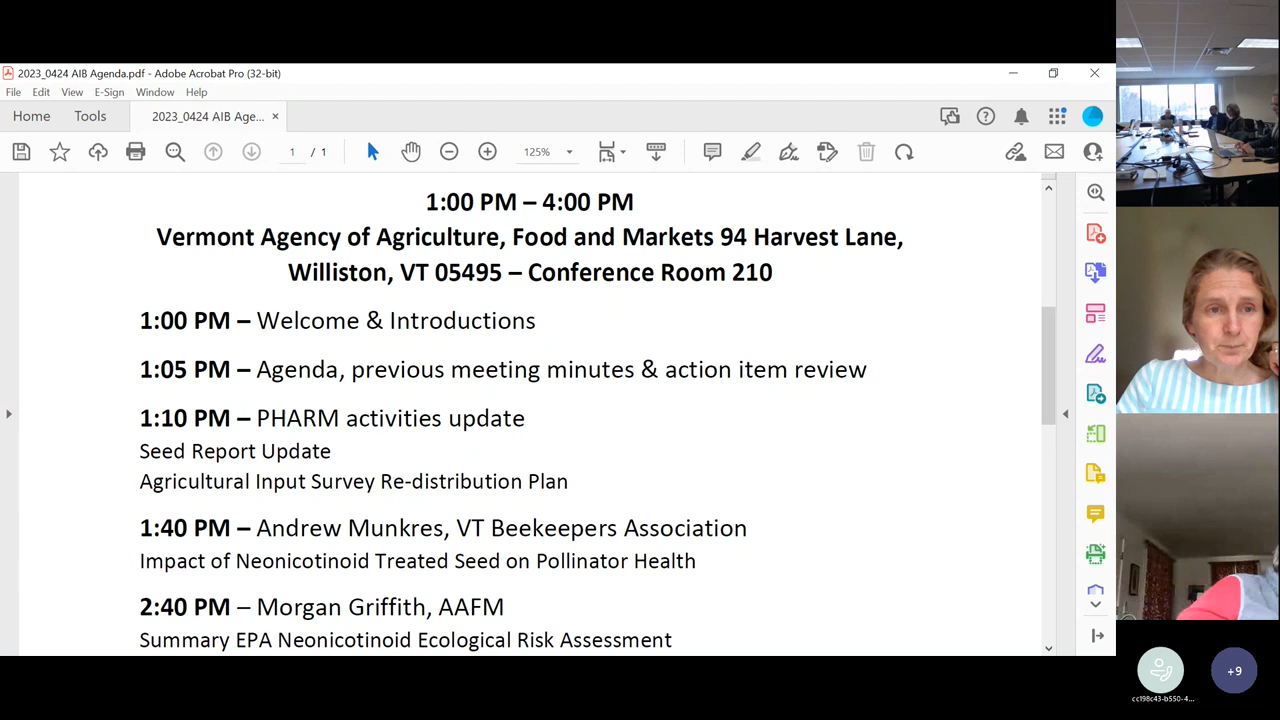 2023_0424 AIB Agenda.pdf - Adobe Acrobat Pro (32-bit)
File Edit View E-Sign Window Help
Home Tools 2023_0424 AIB Age... ×
1 / 1 125%
1:00 PM – 4:00 PM
Vermont Agency of Agriculture, Food and Markets 94 Harvest Lane,
Williston, VT 05495 – Conference Room 210
1:00 PM – Welcome & Introductions
1:05 PM – Agenda, previous meeting minutes & action item review
1:10 PM – PHARM activities update
Seed Report Update
Agricultural Input Survey Re-distribution Plan
1:40 PM – Andrew Munkres, VT Beekeepers Association
Impact of Neonicotinoid Treated Seed on Pollinator Health
2:40 PM – Morgan Griffith, AAFM
Summary EPA Neonicotinoid Ecological Risk Assessment
+9
cc198c43-b550-4...